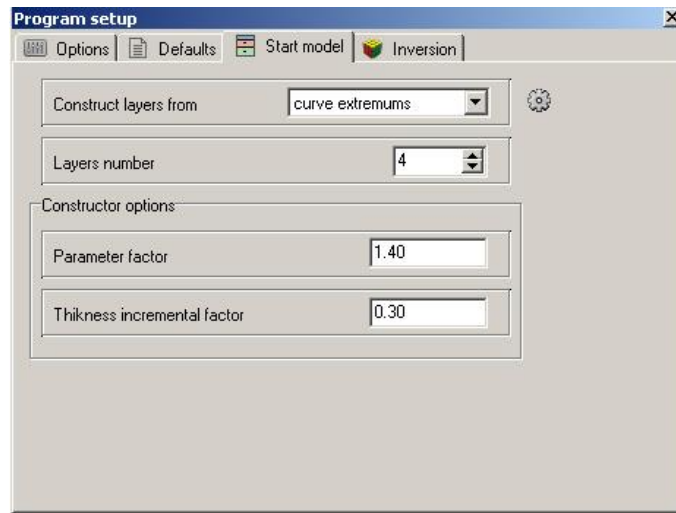 Program setup
Options Defaults Start model Inversion
Construct layers from curve extremums
Layers number 4
Constructor options
Parameter factor 1.40
Thikness incremental factor 0.30